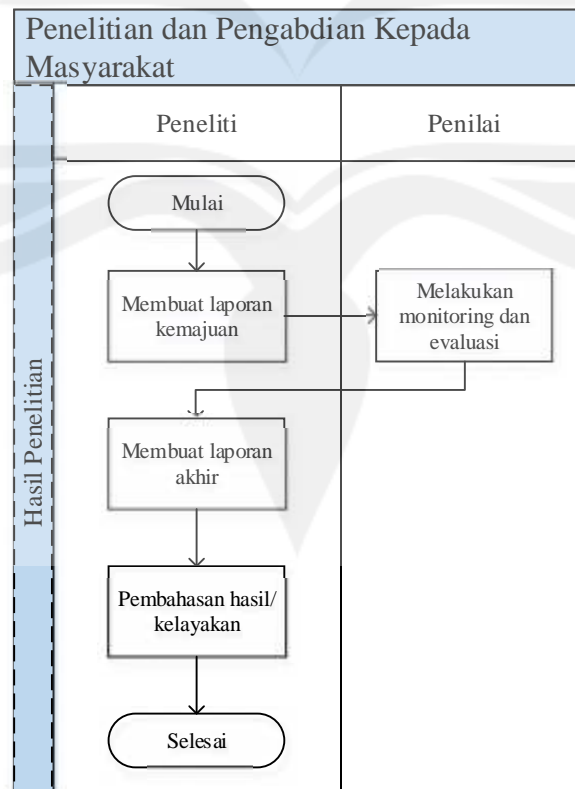 Penelitian dan Pengabdian Kepada
Masyarakat
Peneliti
Penilai
Hasil Penelitian
Mulai
Membuat laporan
kemajuan
Melakukan
monitoring dan
evaluasi
Membuat laporan
akhir
Pembahasan hasil/
kelayakan
Selesai